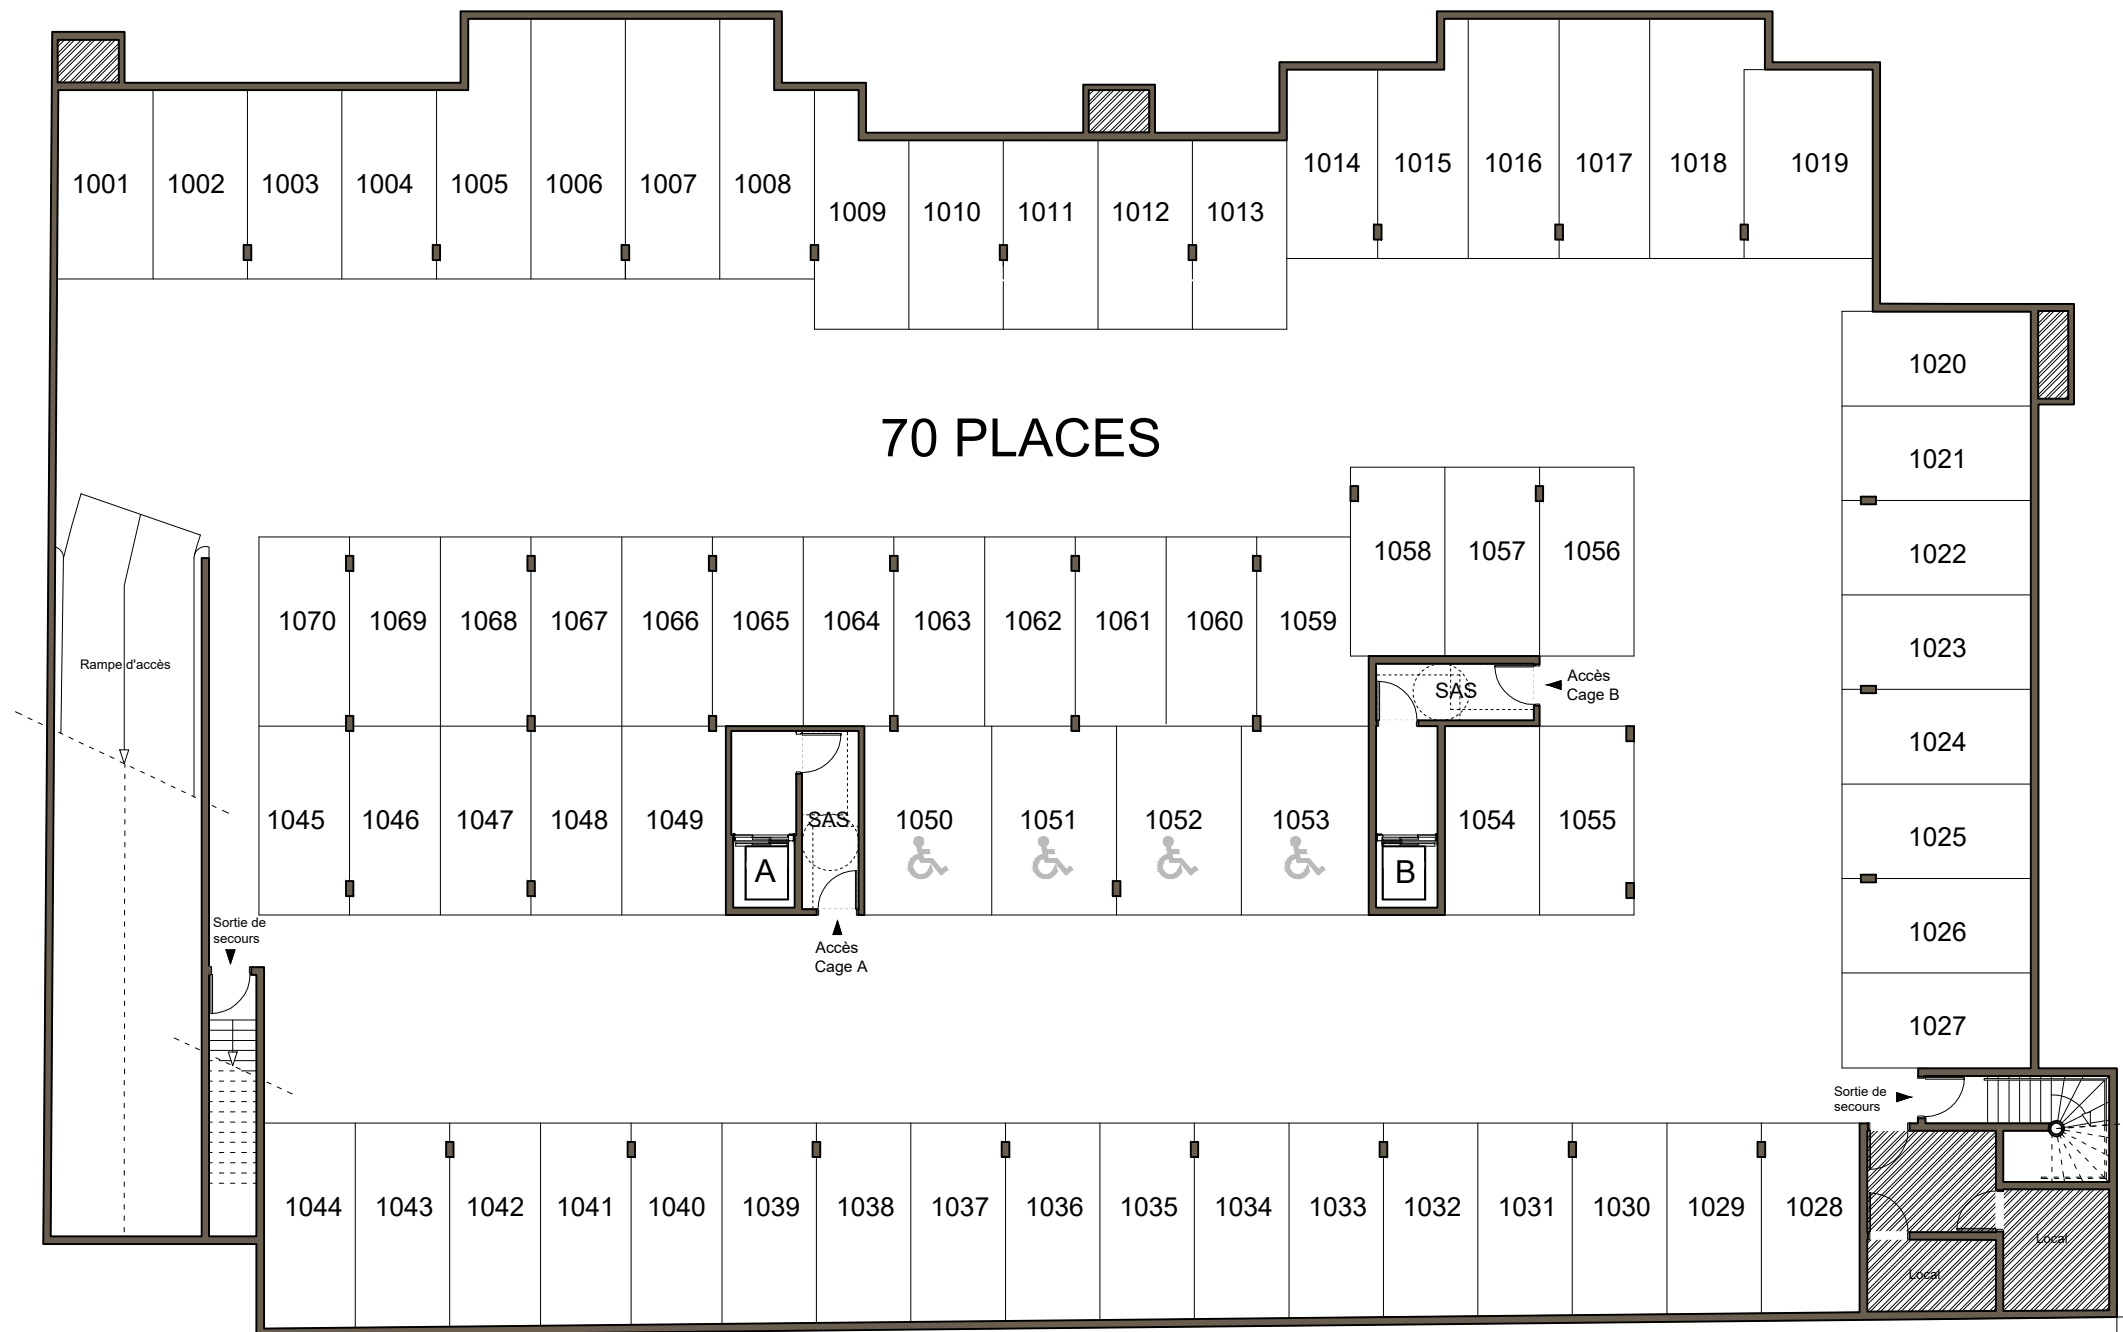 1001 1002 1003 1004 1005 1006 1007 1008
1009 1010 1011 1012 1013
1014 1015 1016 1017 1018 1019
1020
1021
1022
1023
1024
1025
1026
1027
70 PLACES
1058 1057 1056
1070 1069 1068 1067 1066 1065 1064 1063 1062 1061 1060 1059
Rampe d'accès
SAS
Accès
Cage B
1045 1046 1047 1048 1049
SAS
1050 1051 1052 1053
1054 1055
A
B
Sortie de
secours
Accès
Cage A
Sortie de
secours
1044 1043 1042 1041 1040 1039 1038 1037 1036 1035 1034 1033 1032 1031 1030 1029 1028
Local
Local